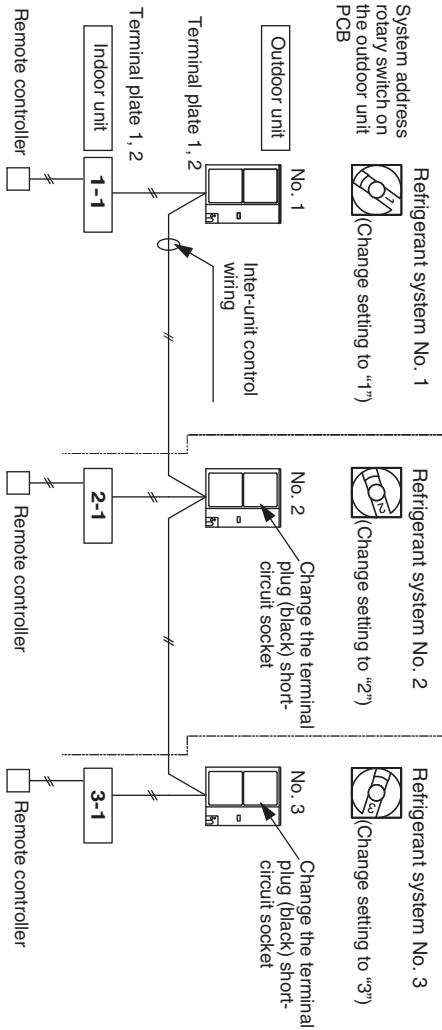 System address
rotary switch on
the outdoor unit
PCB
Refrigerant system No. 1
1
(Change setting to “1”)
Refrigerant system No. 2
2
(Change setting to “2”)
Refrigerant system No. 3
3
(Change setting to “3”)
Outdoor unit
No. 1
No. 2
No. 3
Change the terminal
plug (black) short-
circuit socket
Change the terminal
plug (black) short-
circuit socket
Terminal plate 1, 2
Inter-unit control
wiring
Terminal plate 1, 2
Indoor unit
1-1
2-1
3-1
Remote controller
Remote controller
Remote controller